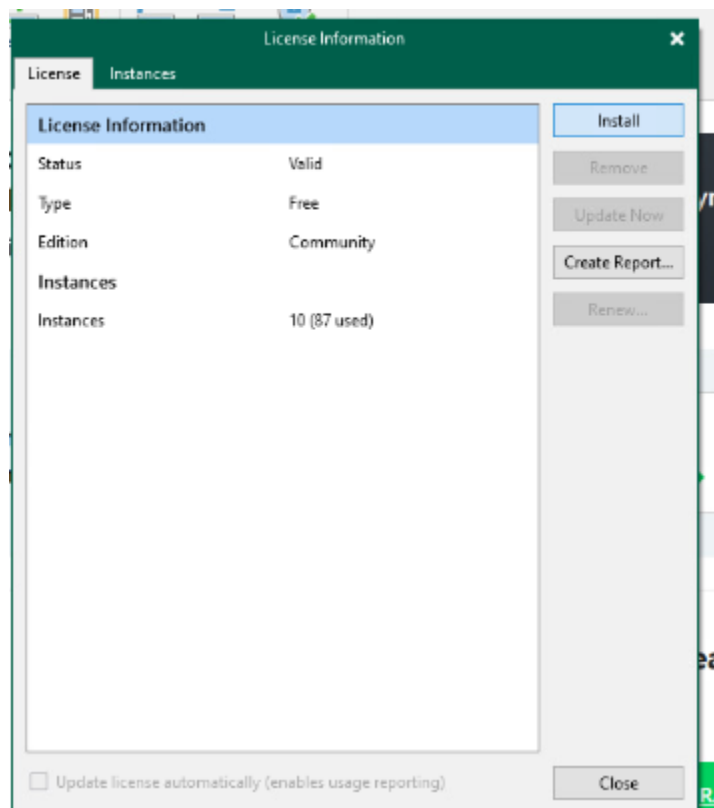 License Information
License Instances
License Information
Status Valid
Type Free
Edition Community
Instances
Instances 10 (87 used)
Install
Remove
Update Now
Create Report...
Renew...
Update license automatically (enables usage reporting)
Close